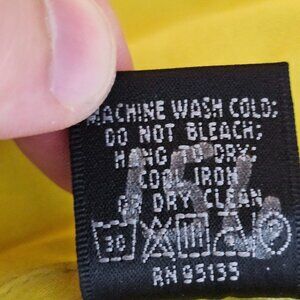 MACHINE WASH COLD;
DO NOT BLEACH;
HANG TO DRY;
COOL IRON
OR DRY CLEAN
30
RN 95135